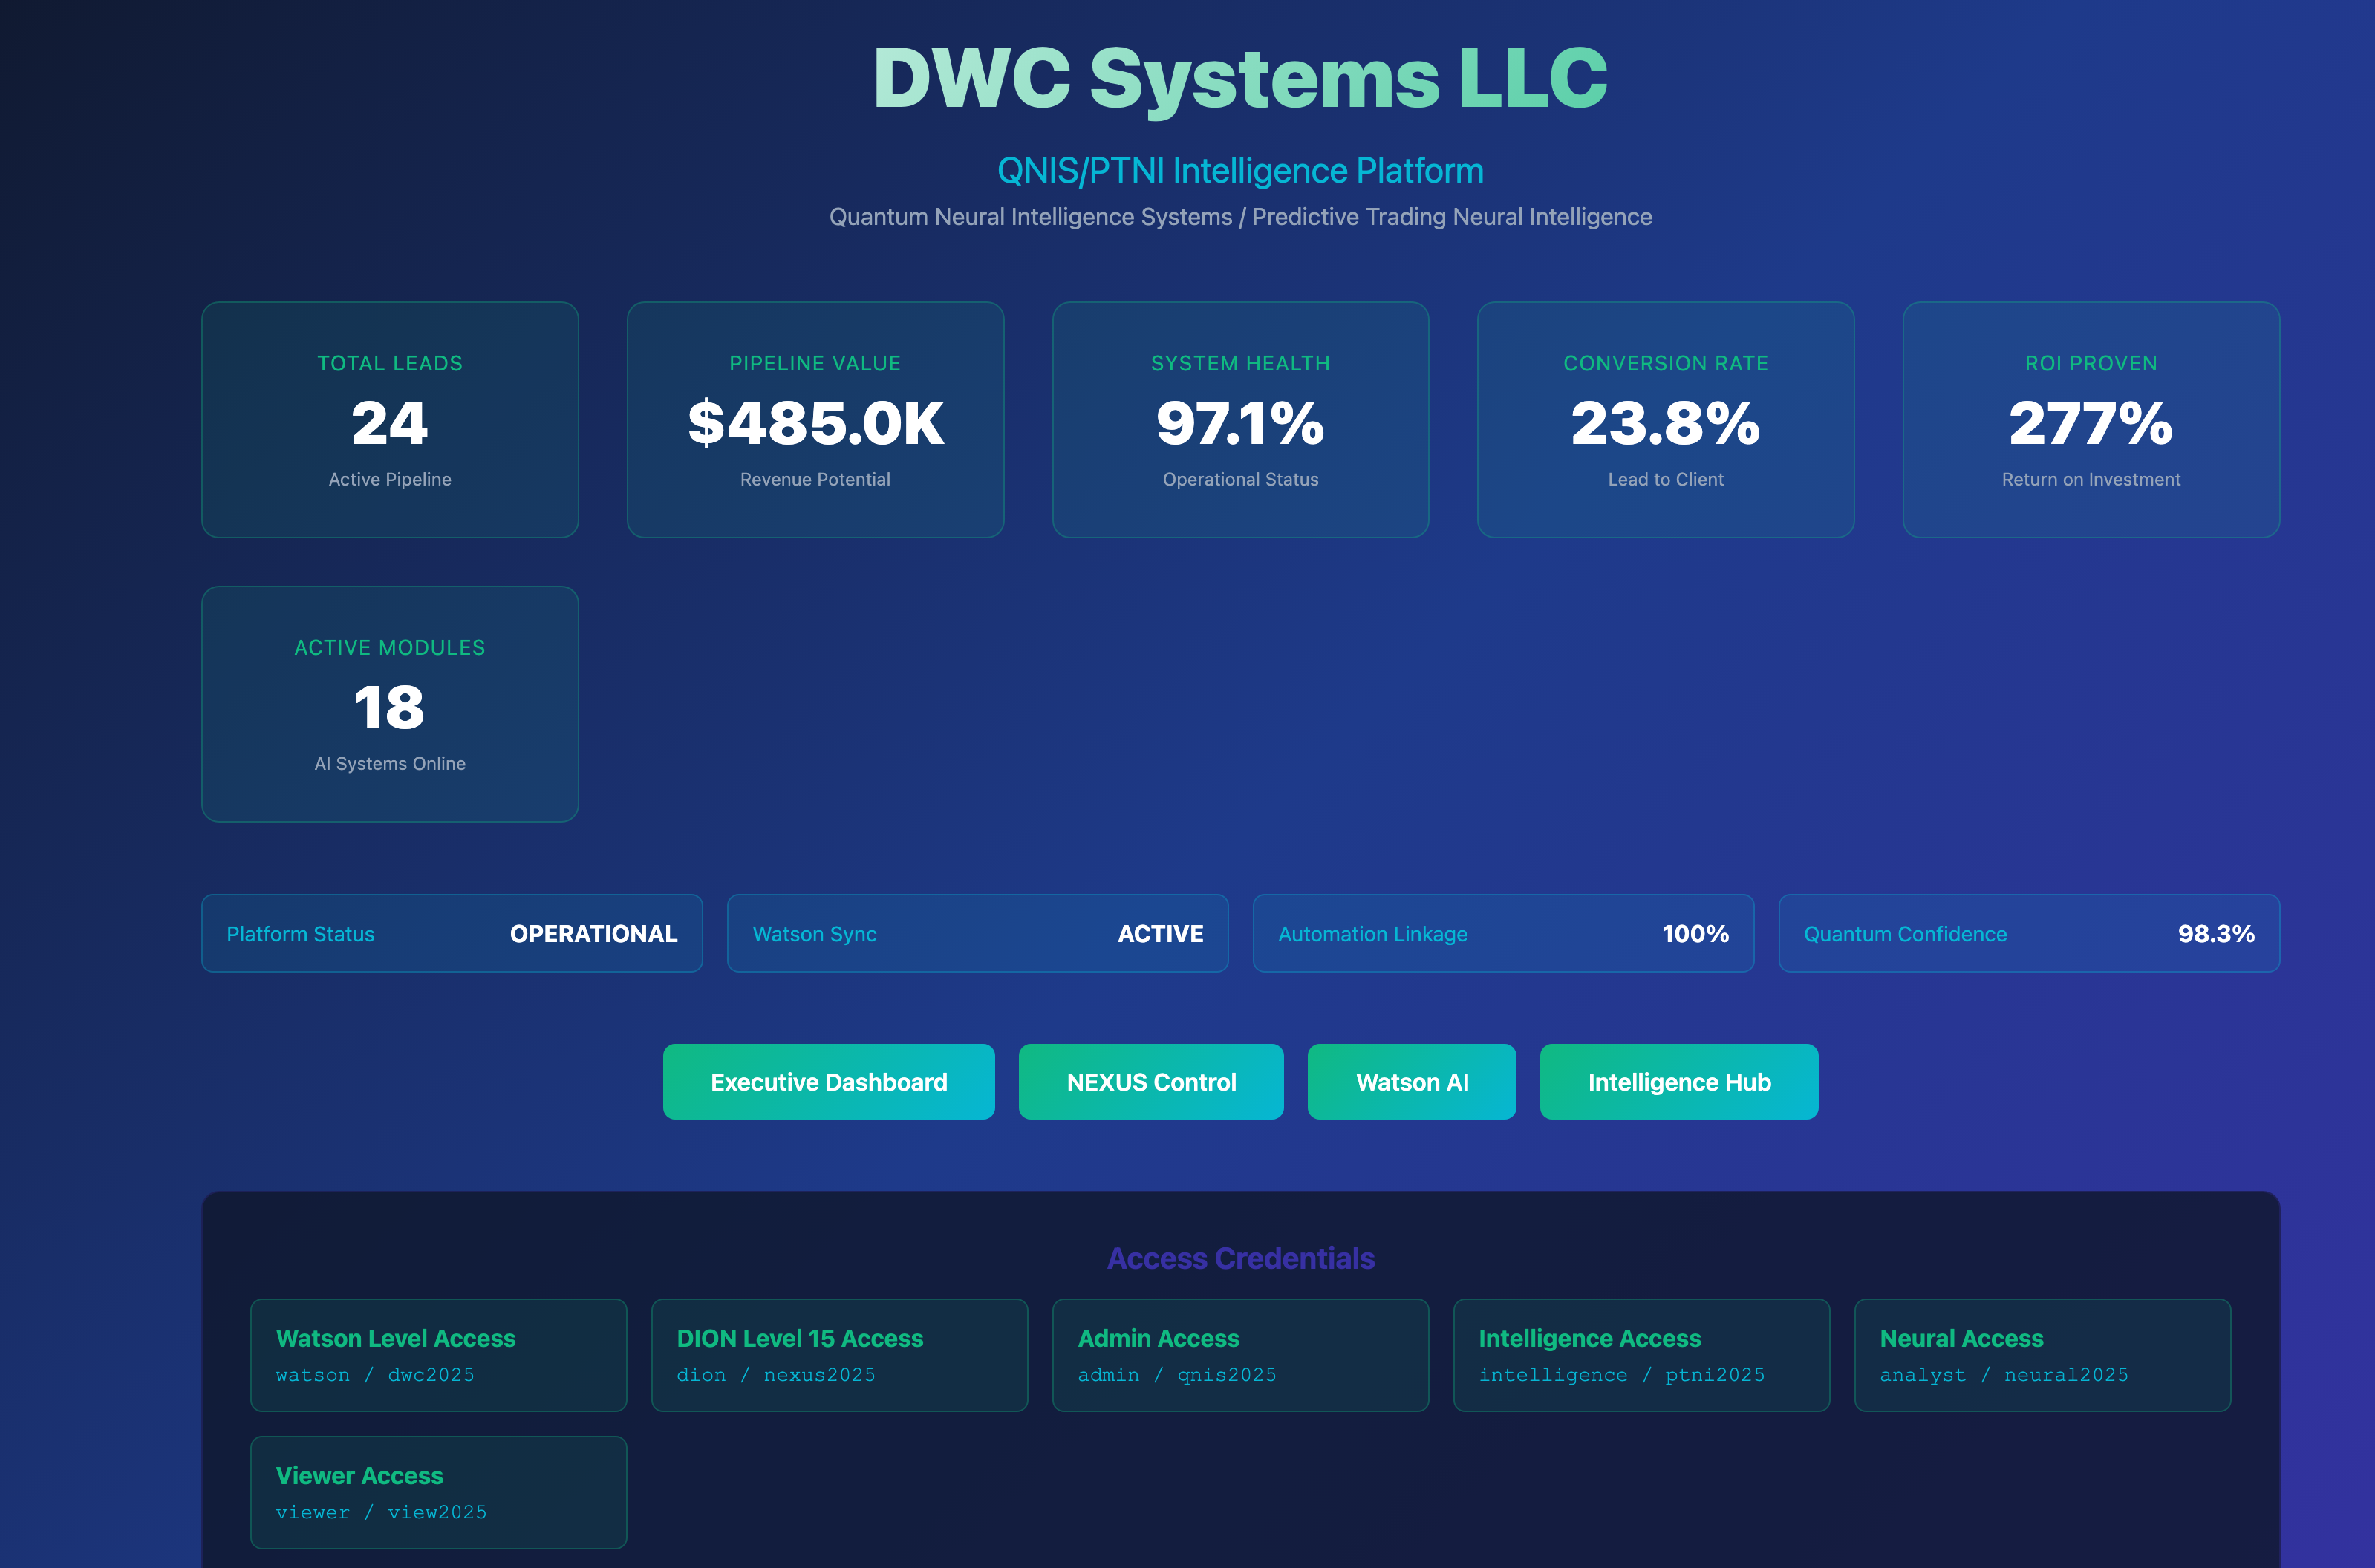 DWC Systems LLC
QNIS/PTNI Intelligence Platform
Quantum Neural Intelligence Systems / Predictive Trading Neural Intelligence
TOTAL LEADS
24
Active Pipeline
PIPELINE VALUE
$485.0K
Revenue Potential
SYSTEM HEALTH
97.1%
Operational Status
CONVERSION RATE
23.8%
Lead to Client
ROI PROVEN
277%
Return on Investment
ACTIVE MODULES
18
AI Systems Online
Platform Status OPERATIONAL
Watson Sync ACTIVE
Automation Linkage 100%
Quantum Confidence 98.3%
Executive Dashboard
NEXUS Control
Watson AI
Intelligence Hub
Access Credentials
Watson Level Access
watson / dwc2025
DION Level 15 Access
dion / nexus2025
Admin Access
admin / qnis2025
Intelligence Access
intelligence / ptni2025
Neural Access
analyst / neural2025
Viewer Access
viewer / view2025